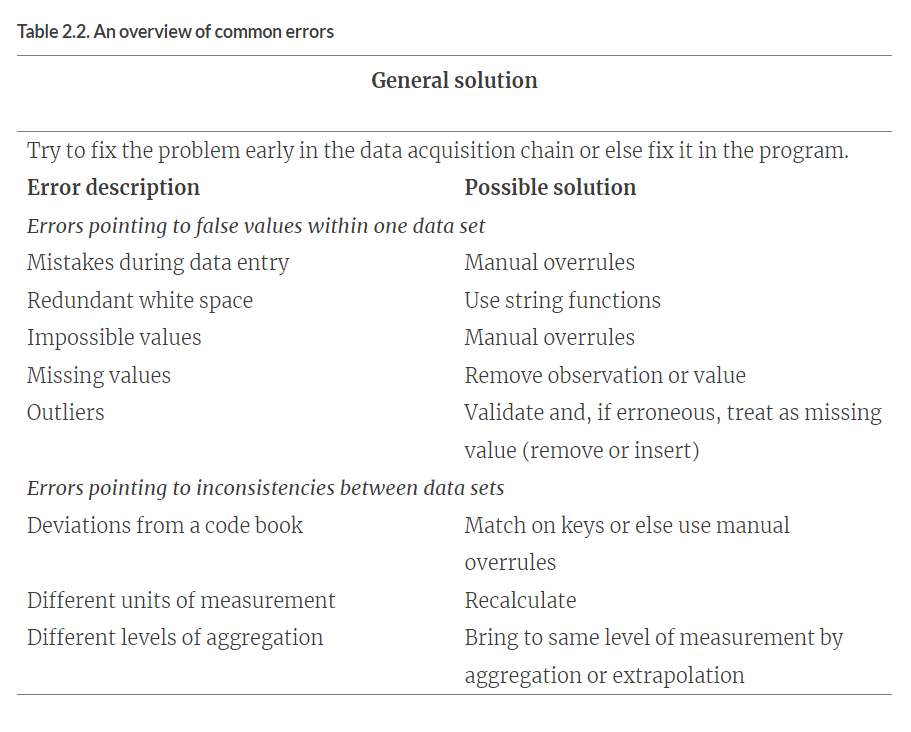 Table 2.2. An overview of common errors
General solution
Try to fix the problem early in the data acquisition chain or else fix it in the program.
Error description Possible solution
Errors pointing to false values within one data set
Mistakes during data entry Manual overrules
Redundant white space Use string functions
Impossible values Manual overrules
Missing values Remove observation or value
Outliers Validate and, if erroneous, treat as missing
value (remove or insert)
Errors pointing to inconsistencies between data sets
Deviations from a code book Match on keys or else use manual
overrules
Different units of measurement Recalculate
Different levels of aggregation Bring to same level of measurement by
aggregation or extrapolation